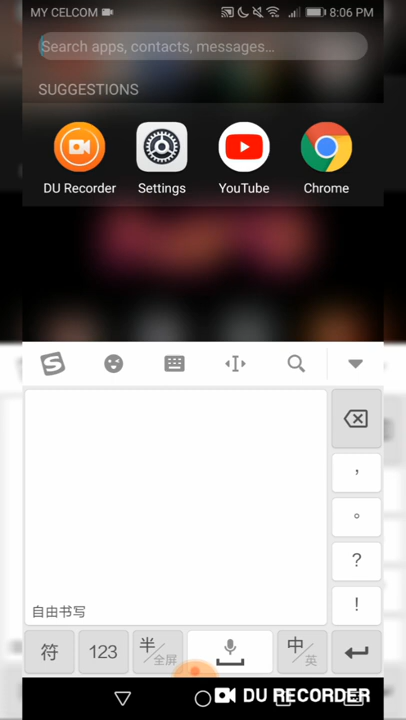 MY CELCOM 8:06 PM
Search apps, contacts, messages...
SUGGESTIONS
DU Recorder Settings YouTube Chrome
S
,
。
?
自由书写 !
符 123 半/全屏 中/英
DU RECORDER